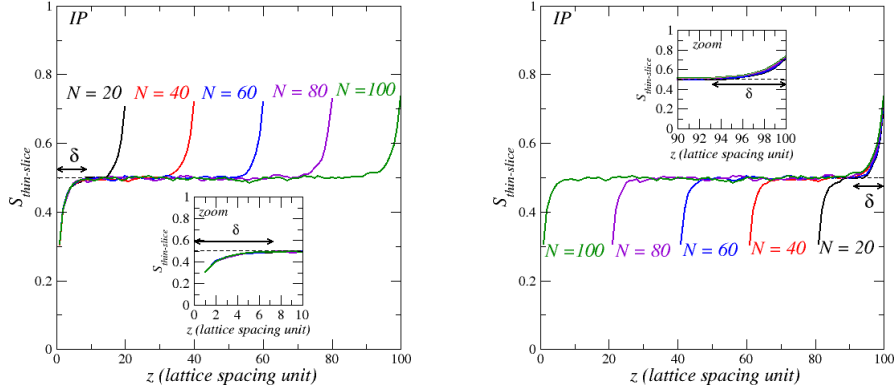 IP
1
0.8
0.6
0.4
0.2
0
S thin-slice
N = 20
N = 40
N = 60
N = 80
N =100
δ
zoom
δ
1
0.8
0.6
0.4
0.2
0
S thin-slice
0 2 4 6 8 10
z (lattice spacing unit)
0 20 40 60 80 100
z (lattice spacing unit)
IP
1
0.8
0.6
0.4
0.2
0
S thin-slice
zoom
δ
1
0.8
0.6
0.4
0.2
0
S thin-slice
90 92 94 96 98 100
z (lattice spacing unit)
δ
N =100
N = 80
N = 60
N = 40
N = 20
0 20 40 60 80 100
z (lattice spacing unit)